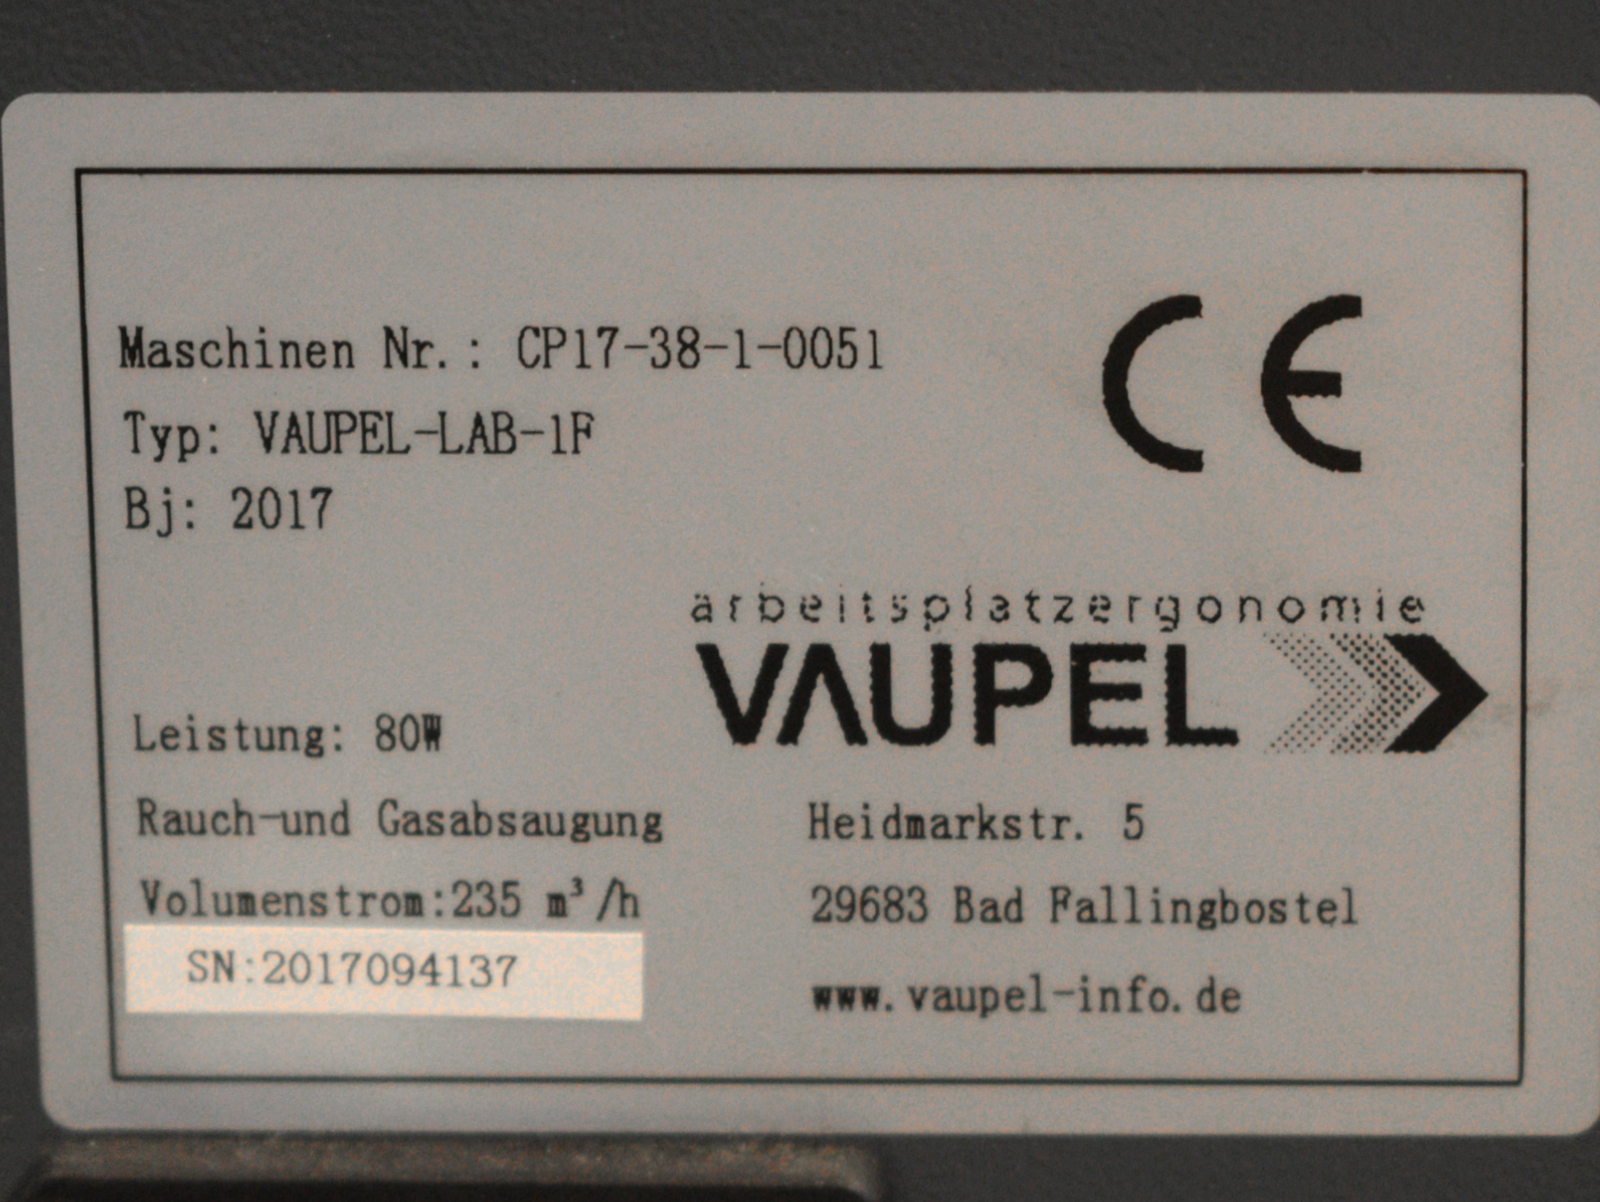 Maschinen Nr.: CP17-38-1-0051
Typ: VAUPEL-LAB-1F
Bj: 2017
CE
arbeitsplatzergonomie
VAUPEL
Leistung: 80W
Rauch-und Gasabsaugung
Volumenstrom:235 m³/h
SN:2017094137
Heidmarkstr. 5
29683 Bad Fallingbostel
www.vaupel-info.de